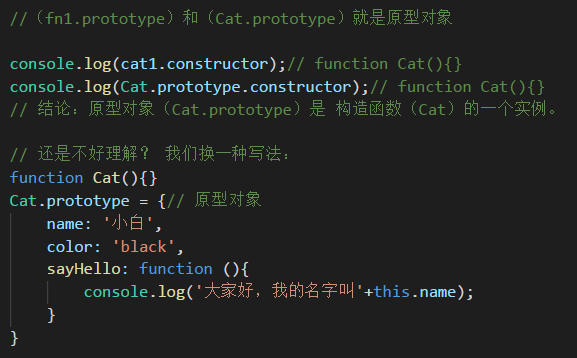 //（fn1.prototype）和（Cat.prototype）就是原型对象
console.log(cat1.constructor);// function Cat(){}
console.log(Cat.prototype.constructor);// function Cat(){}
// 结论：原型对象（Cat.prototype）是 构造函数（Cat）的一个实例。
// 还是不好理解？ 我们换一种写法：
function Cat(){}
Cat.prototype = {// 原型对象
    name: '小白',
    color: 'black',
    sayHello: function (){
        console.log('大家好，我的名字叫'+this.name);
    }
}